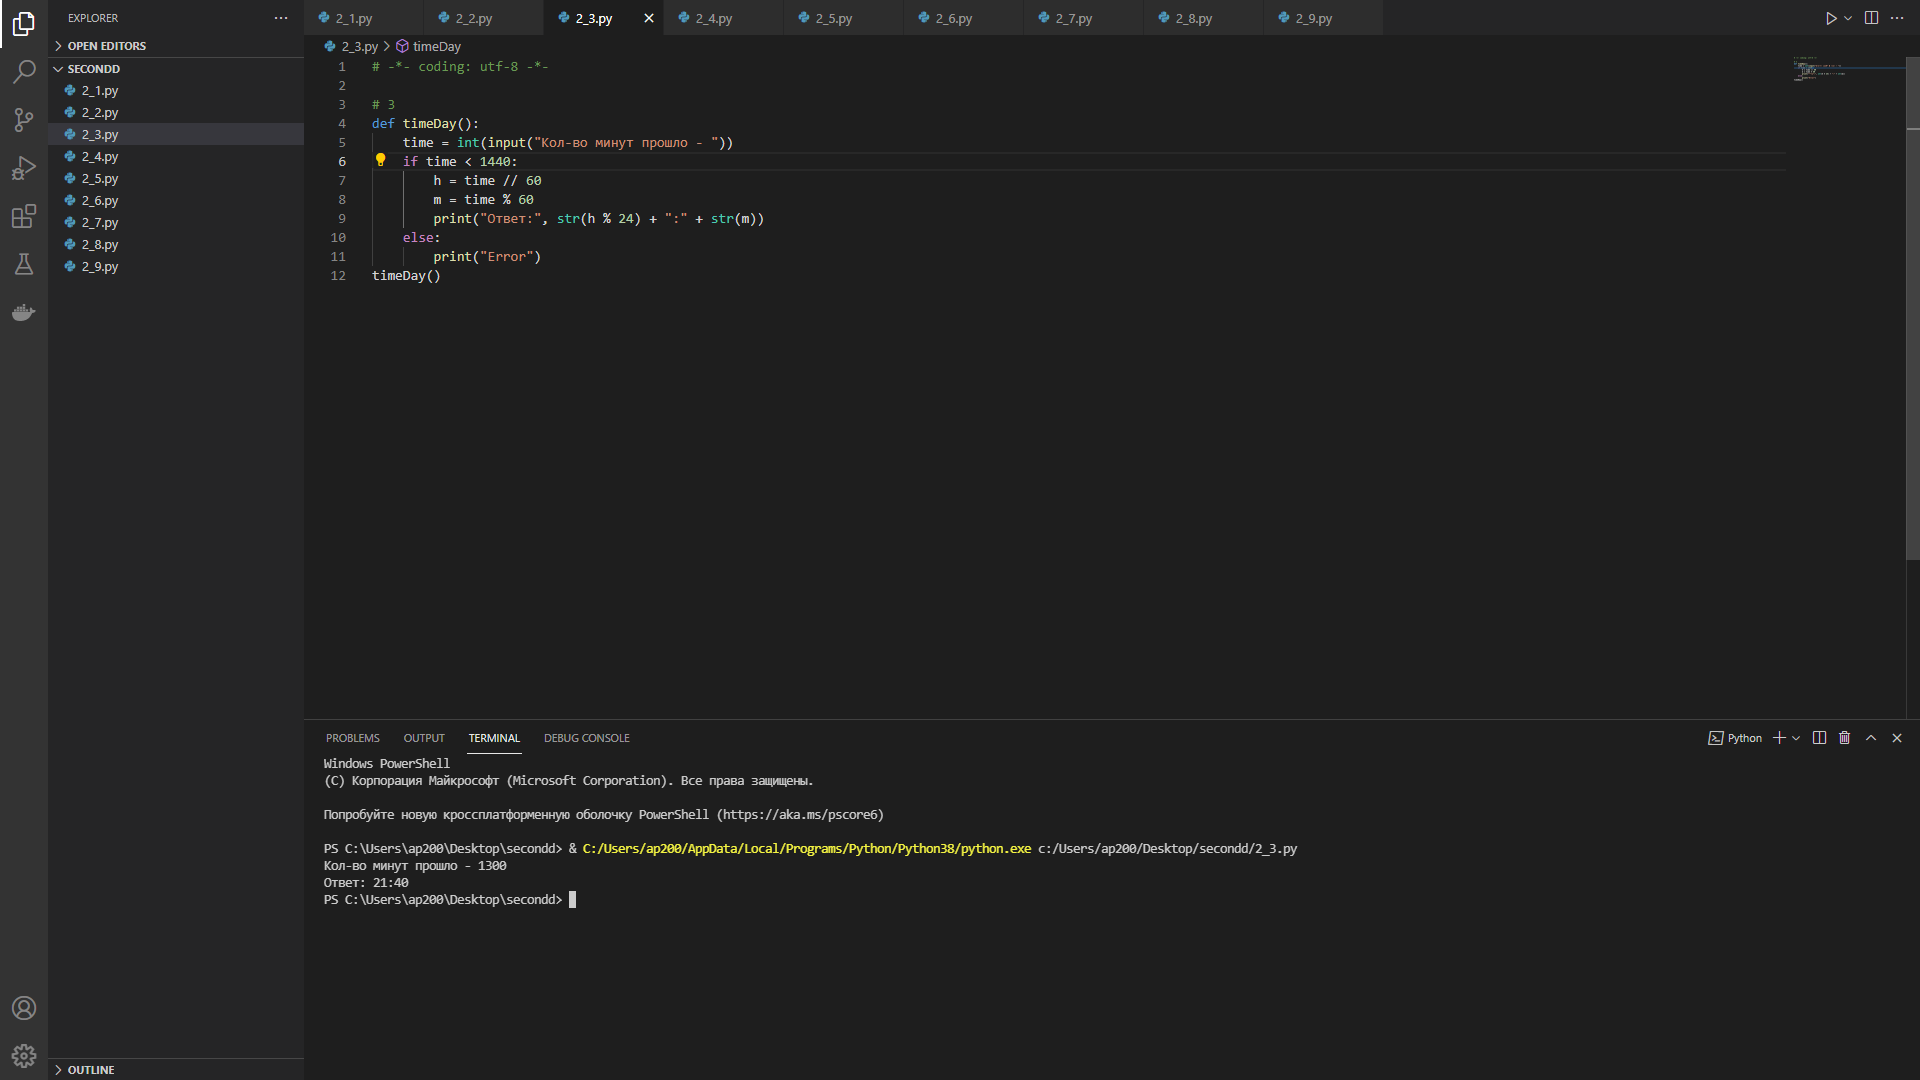 EXPLORER
OPEN EDITORS
SECONDD
2_1.py
2_2.py
2_3.py
2_4.py
2_5.py
2_6.py
2_7.py
2_8.py
2_9.py
OUTLINE
2_1.py 2_2.py 2_3.py 2_4.py 2_5.py 2_6.py 2_7.py 2_8.py 2_9.py
2_3.py > timeDay
1 # -*- coding: utf-8 -*-
2
3 # 3
4 def timeDay():
5 time = int(input("Кол-во минут прошло - "))
6 if time < 1440:
7 h = time // 60
8 m = time % 60
9 print("Ответ:", str(h % 24) + ":" + str(m))
10 else:
11 print("Error")
12 timeDay()
PROBLEMS OUTPUT TERMINAL DEBUG CONSOLE
Python
Windows PowerShell
(C) Корпорация Майкрософт (Microsoft Corporation). Все права защищены.
Попробуйте новую кроссплатформенную оболочку PowerShell (https://aka.ms/pscore6)
PS C:\Users\ap200\Desktop\secondd> & C:/Users/ap200/AppData/Local/Programs/Python/Python38/python.exe c:/Users/ap200/Desktop/secondd/2_3.py
Кол-во минут прошло - 1300
Ответ: 21:40
PS C:\Users\ap200\Desktop\secondd>